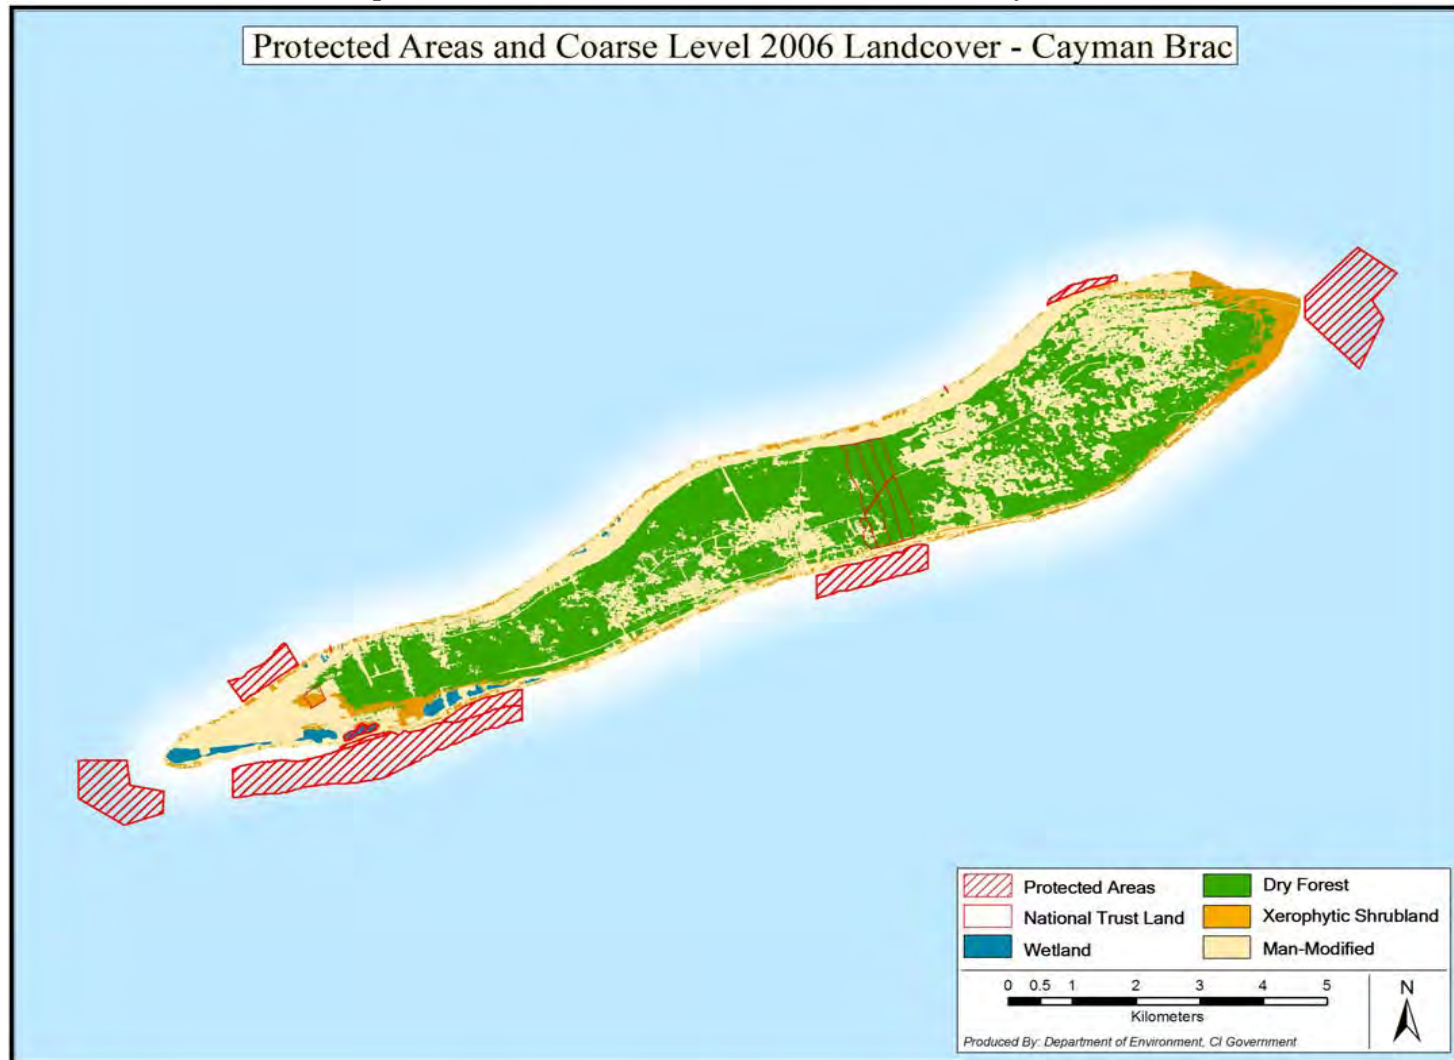 Protected Areas and Coarse Level 2006 Landcover - Cayman Brac
Protected Areas
National Trust Land
Wetland
Dry Forest
Xerophytic Shrubland
Man-Modified
0 0.5 1 2 3 4 5
Kilometers
N
Produced By: Department of Environment, CI Government